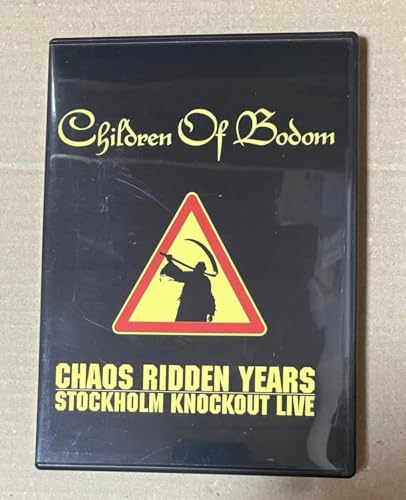 Children Of Bodom
CHAOS RIDDEN YEARS
STOCKHOLM KNOCKOUT LIVE